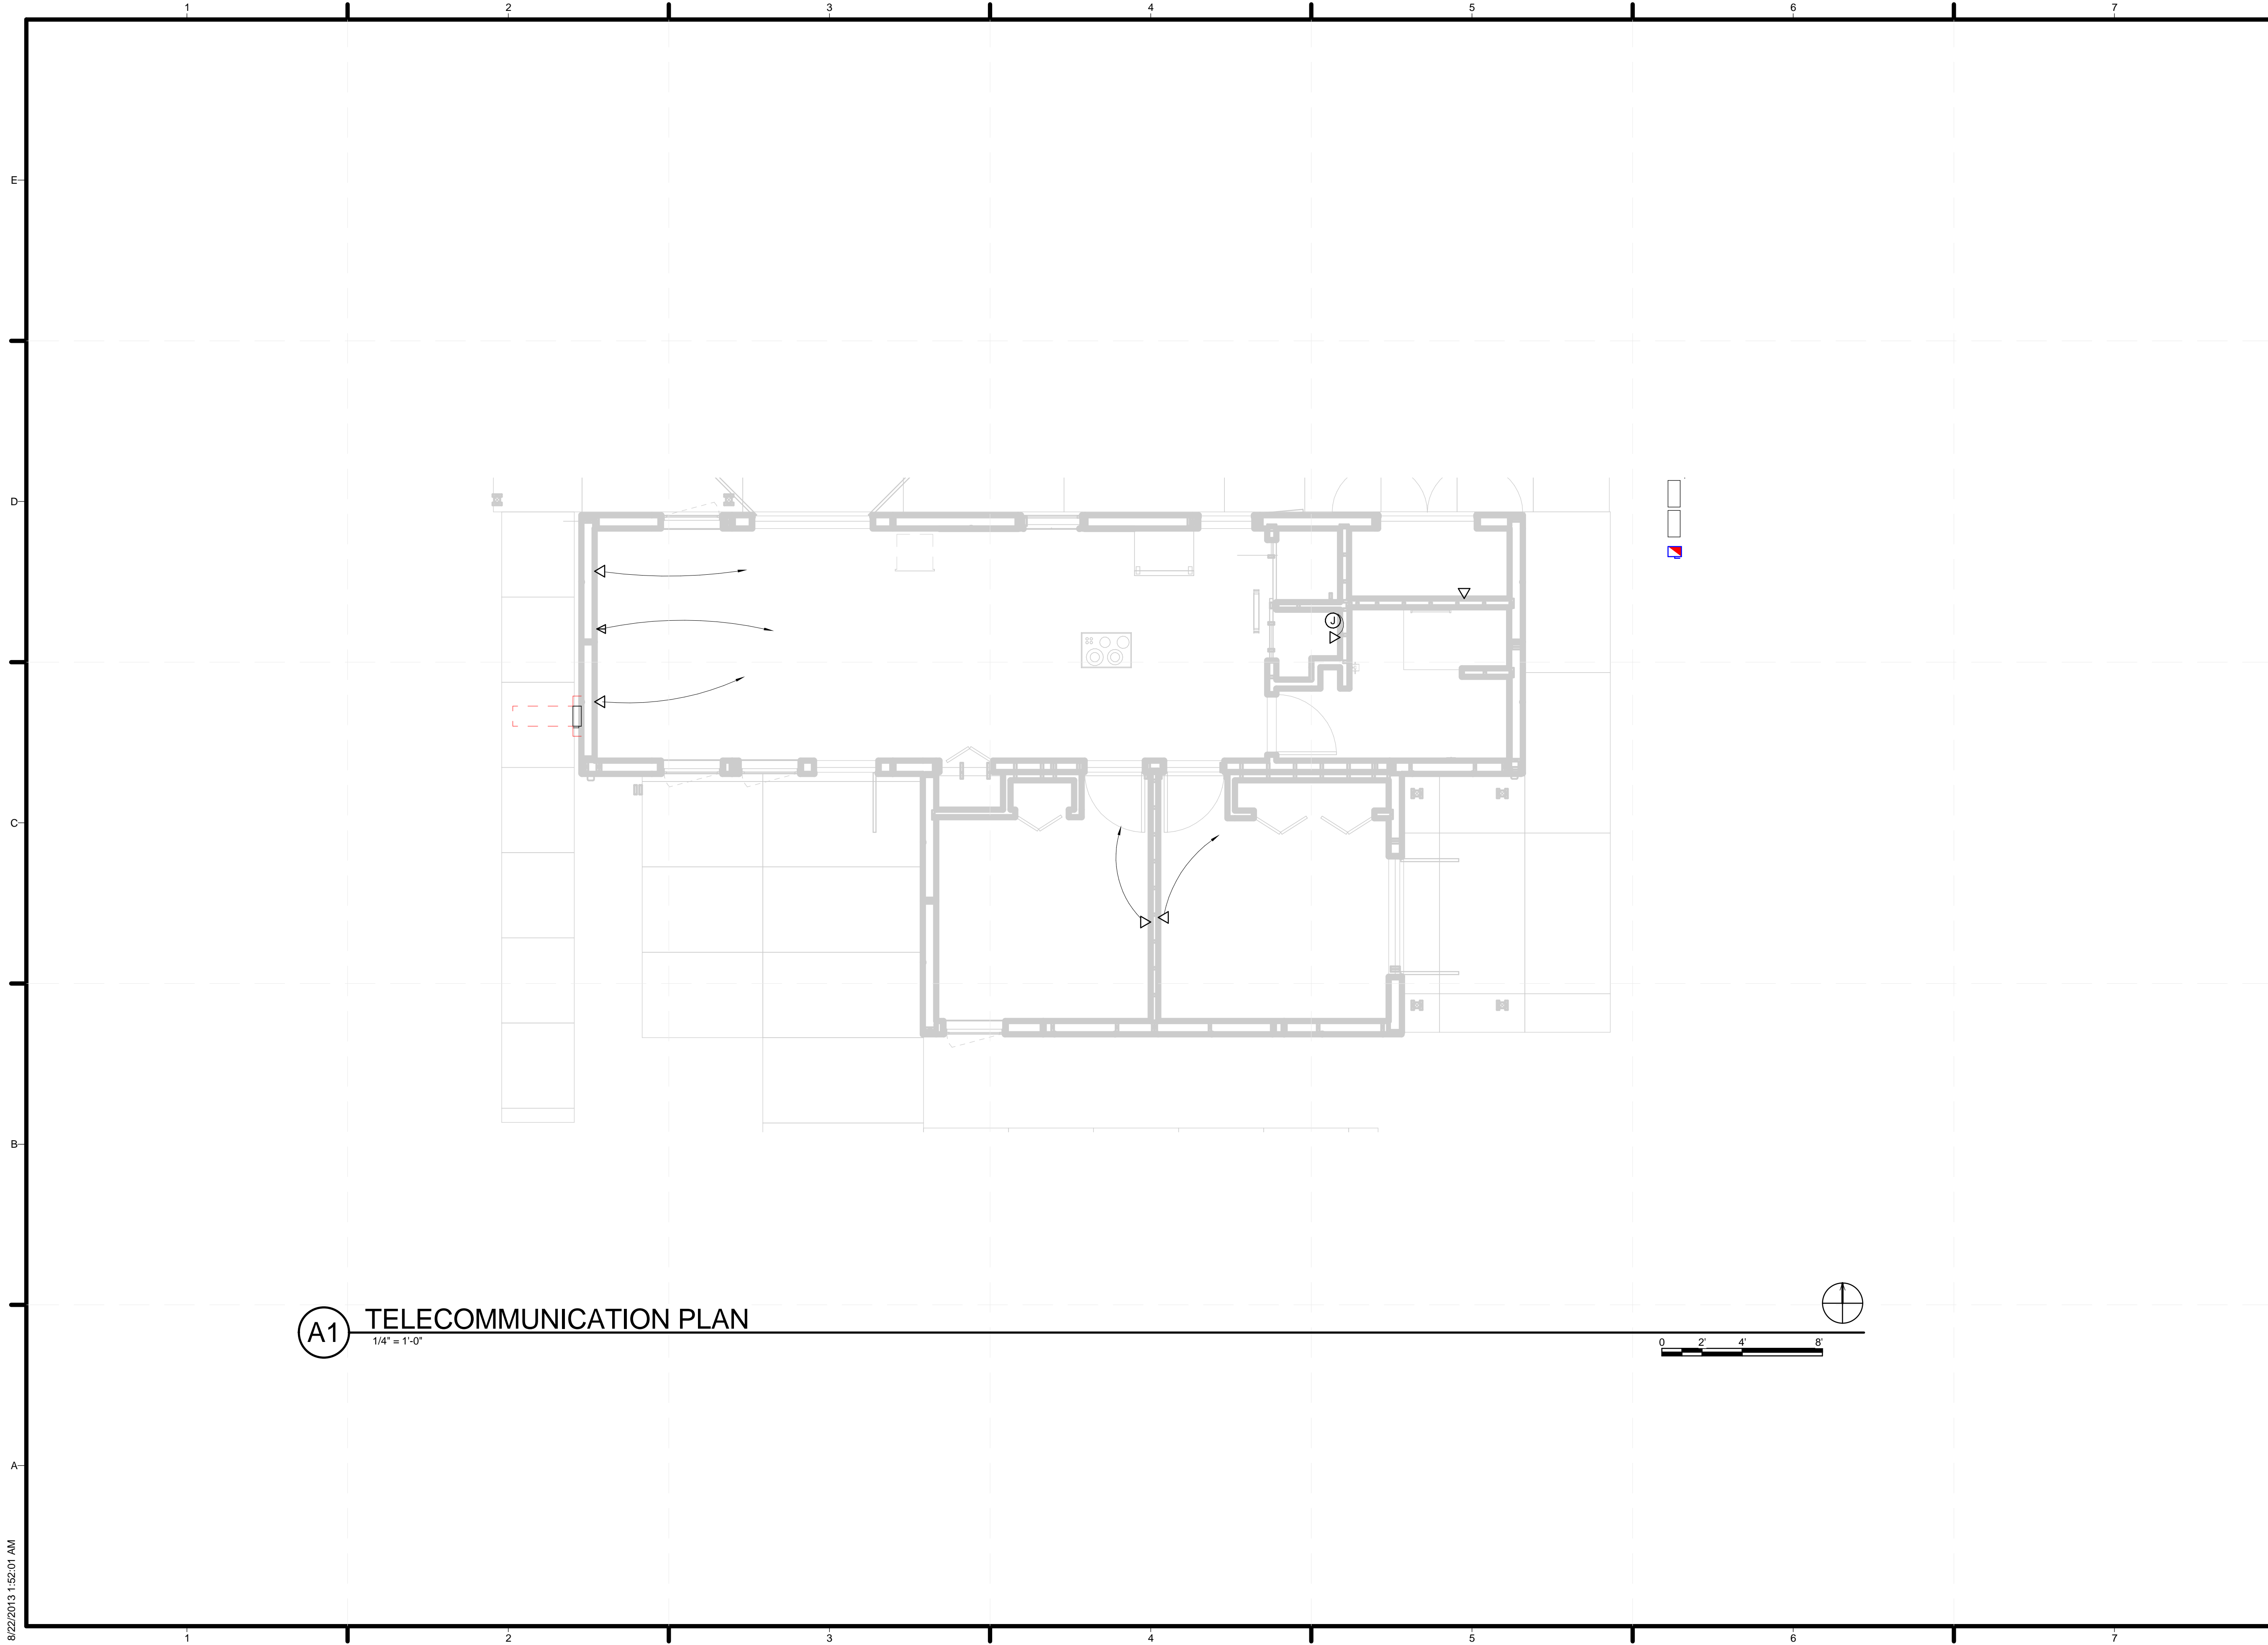 1 2 3 4 5 6 7
E
D
J
C
B
A1 TELECOMMUNICATION PLAN
1/4" = 1'-0"
0 2' 4' 8'
A
8/22/2013 1:52:01 AM
1 2 3 4 5 6 7